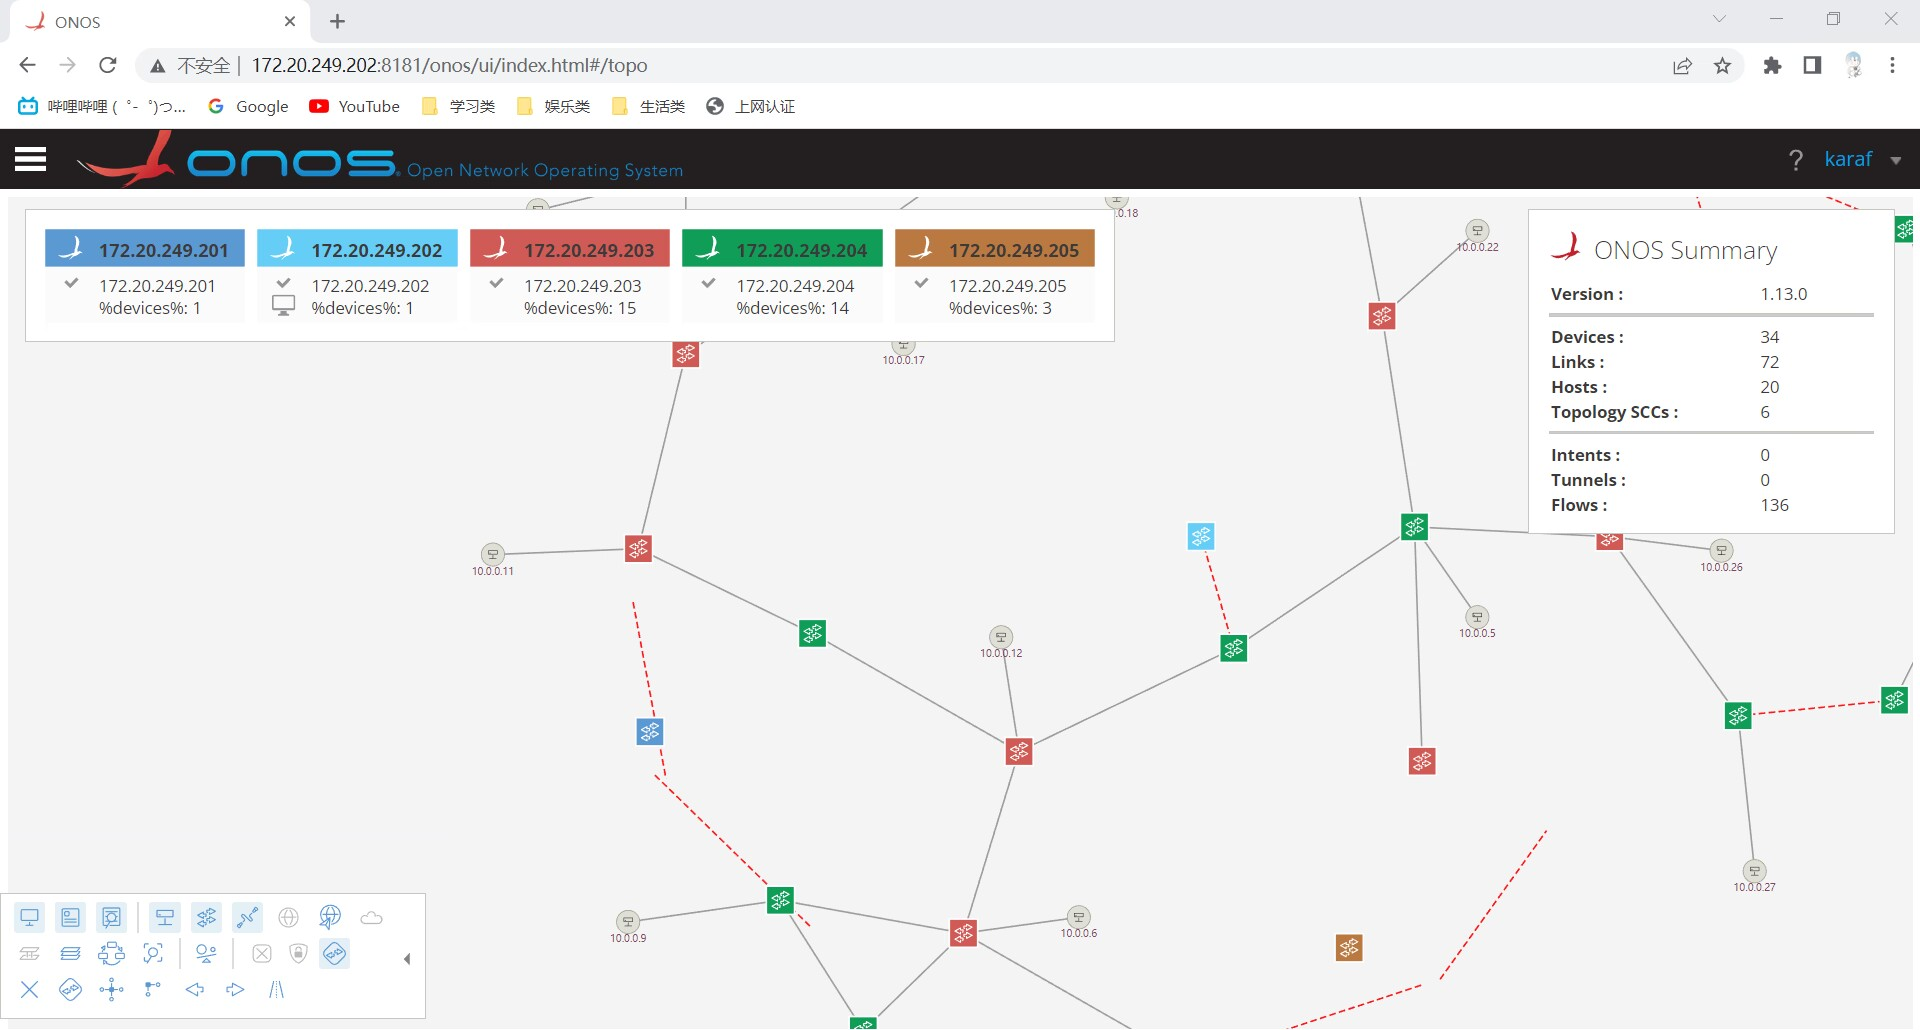 ONOS
不安全 | 172.20.249.202:8181/onos/ui/index.html#/topo
哔哩哔哩 (゜-゜)つ... Google YouTube 学习类 娱乐类 生活类 上网认证
onos Open Network Operating System ? karaf
172.20.249.201 172.20.249.202 172.20.249.203 172.20.249.204 172.20.249.205
172.20.249.201 172.20.249.202 172.20.249.203 172.20.249.204 172.20.249.205
%devices%: 1 %devices%: 1 %devices%: 15 %devices%: 14 %devices%: 3
ONOS Summary
Version : 1.13.0
Devices : 34
Links : 72
Hosts : 20
Topology SCCs : 6
Intents : 0
Tunnels : 0
Flows : 136
.0.18
10.0.0.22
10.0.0.17
10.0.0.11
10.0.0.26
10.0.0.5
10.0.0.12
10.0.0.27
10.0.0.9
10.0.0.6